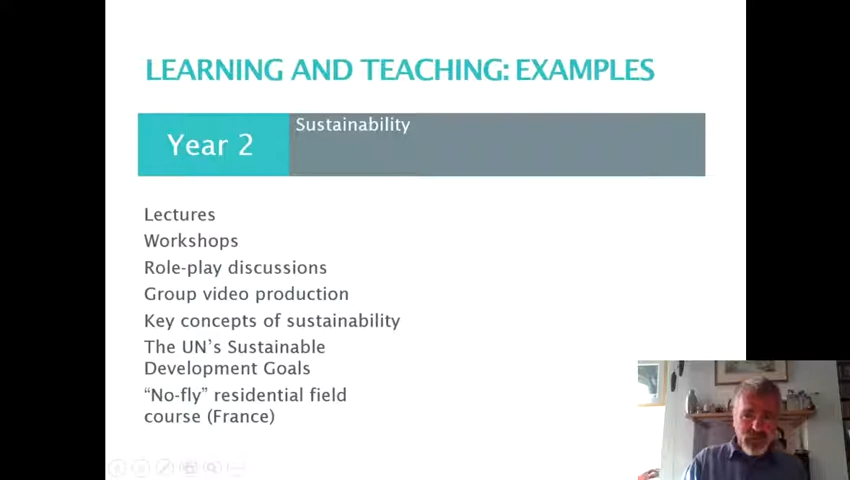 LEARNING AND TEACHING: EXAMPLES
Year 2
Sustainability
Lectures
Workshops
Role-play discussions
Group video production
Key concepts of sustainability
The UN's Sustainable
Development Goals
“No-fly” residential field
course (France)